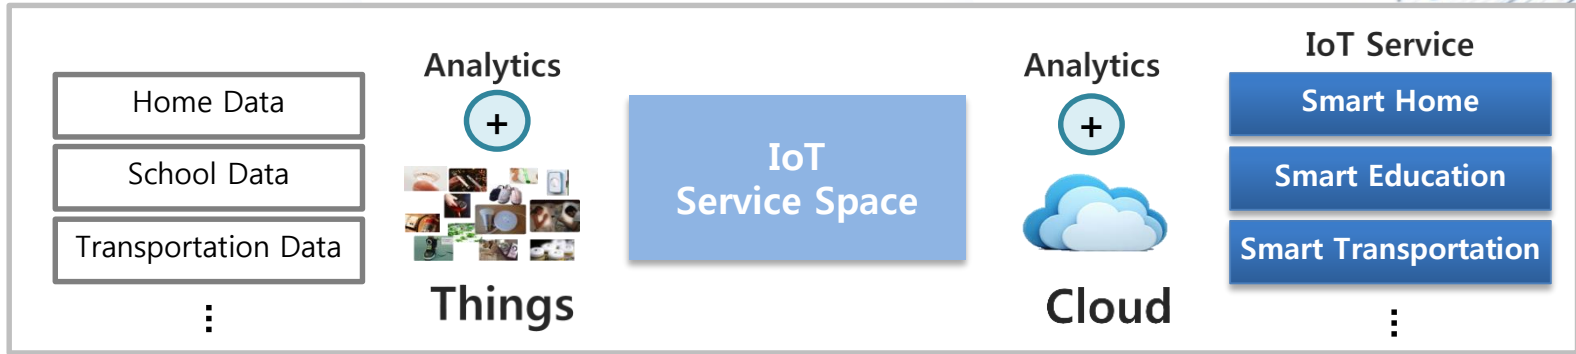 Home Data
School Data
Transportation Data
⋮
Analytics
+
Things
IoT
Service Space
Analytics
+
Cloud
IoT Service
Smart Home
Smart Education
Smart Transportation
⋮